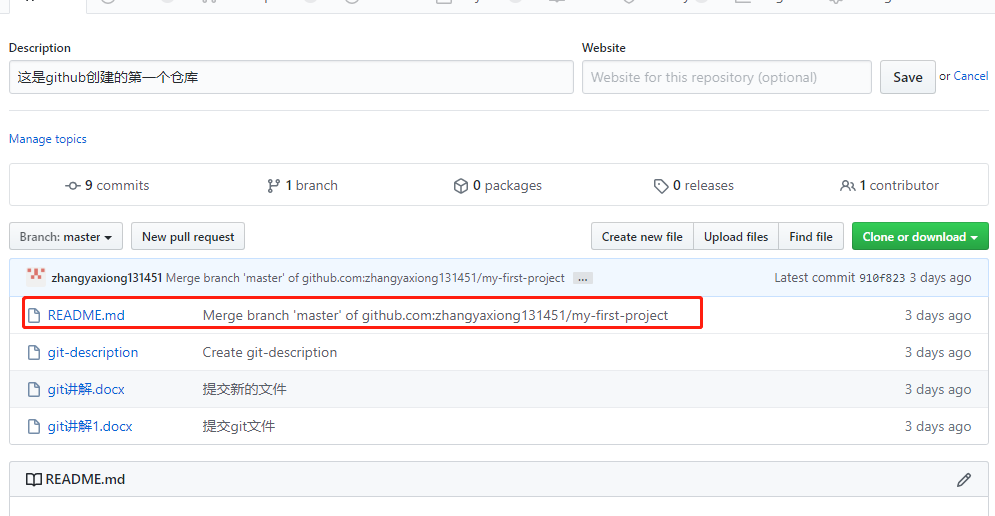 Description
Website
这是github创建的第一个仓库
Website for this repository (optional)
Save
or Cancel
Manage topics
9 commits
1 branch
0 packages
0 releases
1 contributor
Branch: master
New pull request
Create new file
Upload files
Find file
Clone or download
zhangyaxiong131451 Merge branch 'master' of github.com:zhangyaxiong131451/my-first-project ...
Latest commit 910f823 3 days ago
README.md
Merge branch 'master' of github.com:zhangyaxiong131451/my-first-project
3 days ago
git-description
Create git-description
3 days ago
git讲解.docx
提交新的文件
3 days ago
git讲解1.docx
提交git文件
3 days ago
README.md